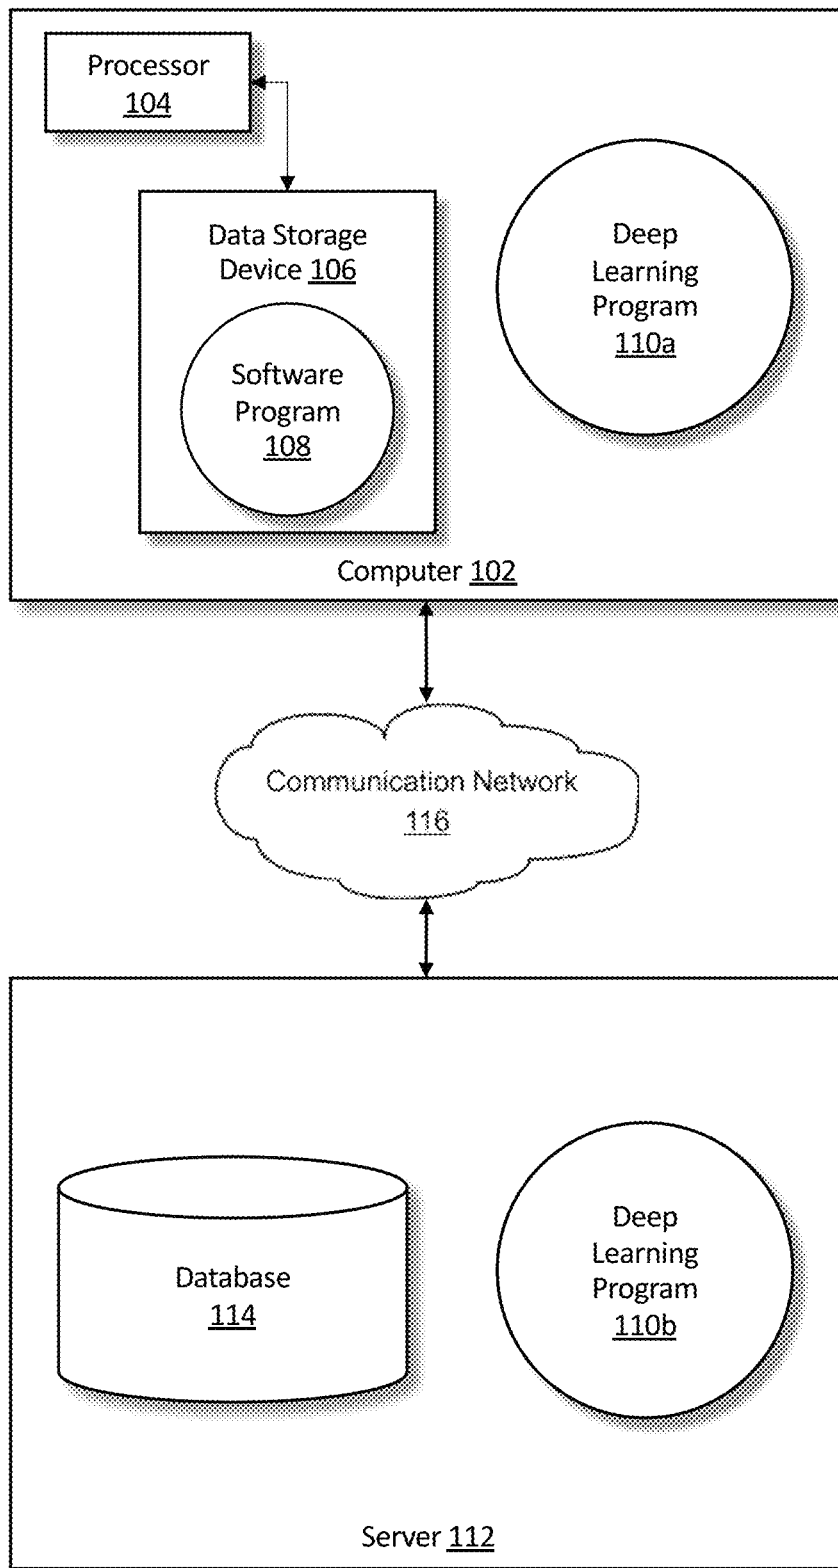 Processor
104
Data Storage
Device 106
Software
Program
108
Deep
Learning
Program
110a
Computer 102
Communication Network
116
Database
114
Deep
Learning
Program
110b
Server 112